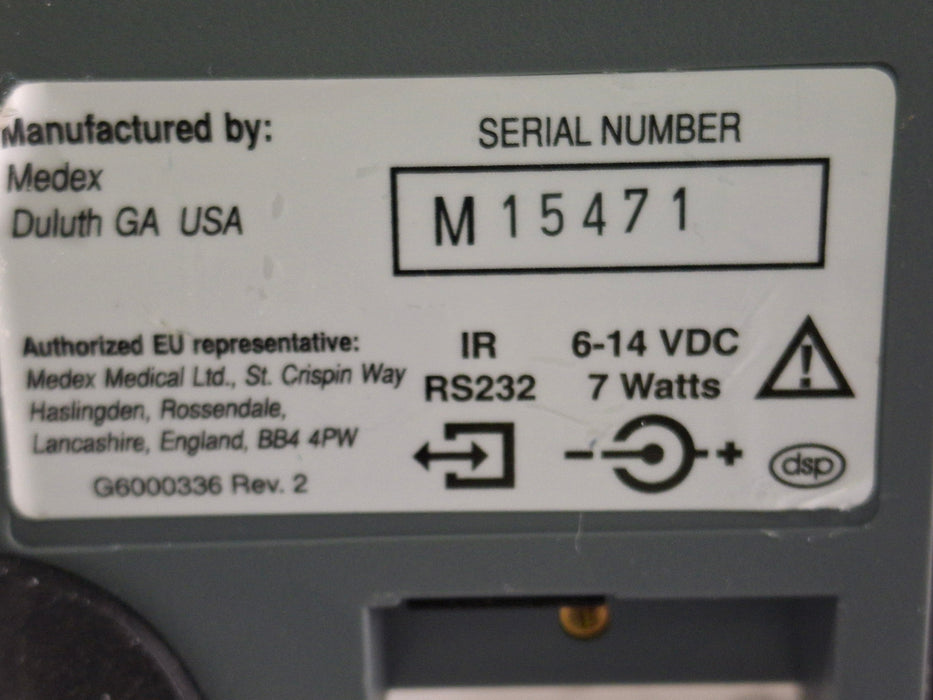 Manufactured by:
Medex
Duluth GA USA
SERIAL NUMBER
M 15471
Authorized EU representative:
Medex Medical Ltd., St. Crispin Way
Haslingden, Rossendale,
Lancashire, England, BB4 4PW
G6000336 Rev. 2
IR
RS232
6-14 VDC
7 Watts
- +
!
dsp